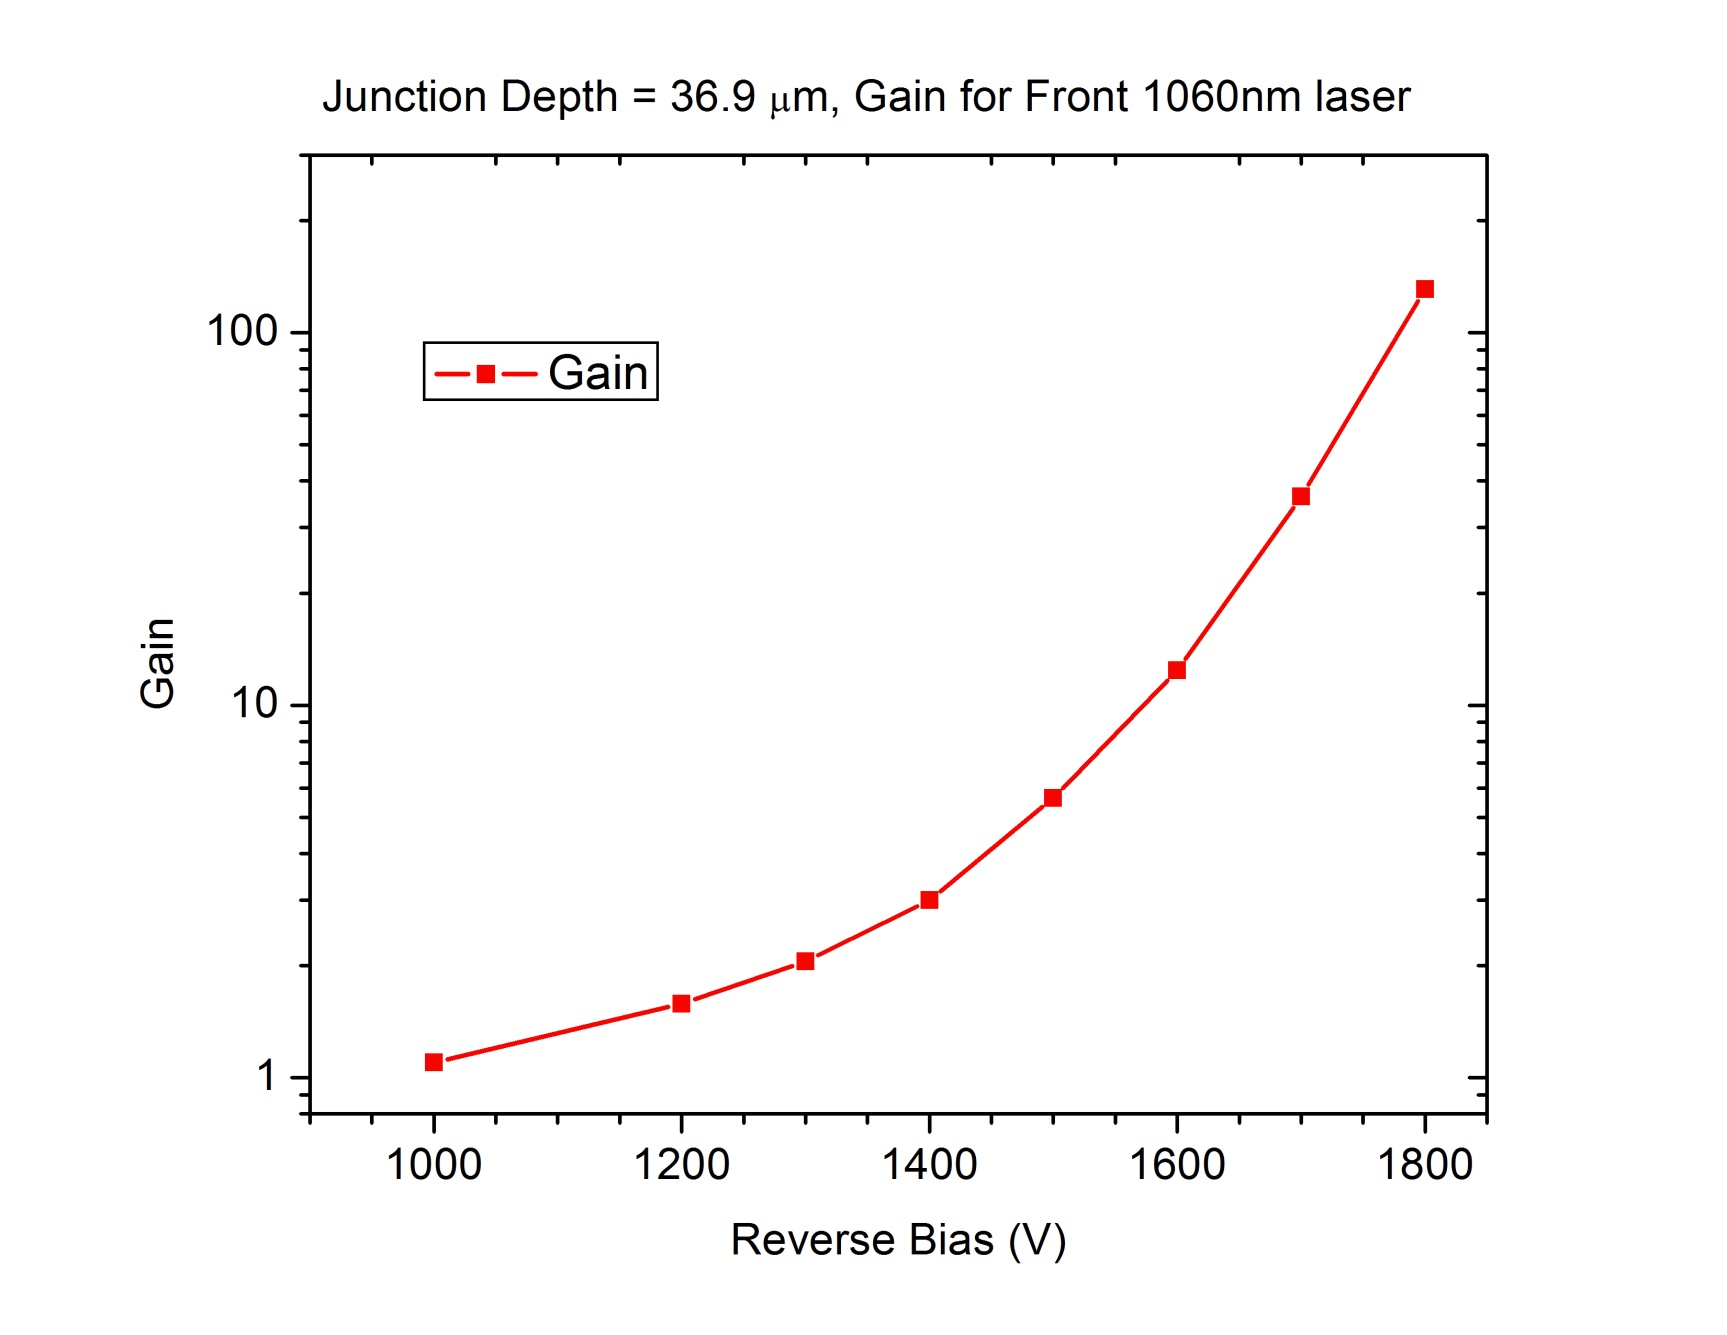 Junction Depth = 36.9 μm, Gain for Front 1060nm laser
100
Gain
10
Gain
1
1000 1200 1400 1600 1800
Reverse Bias (V)